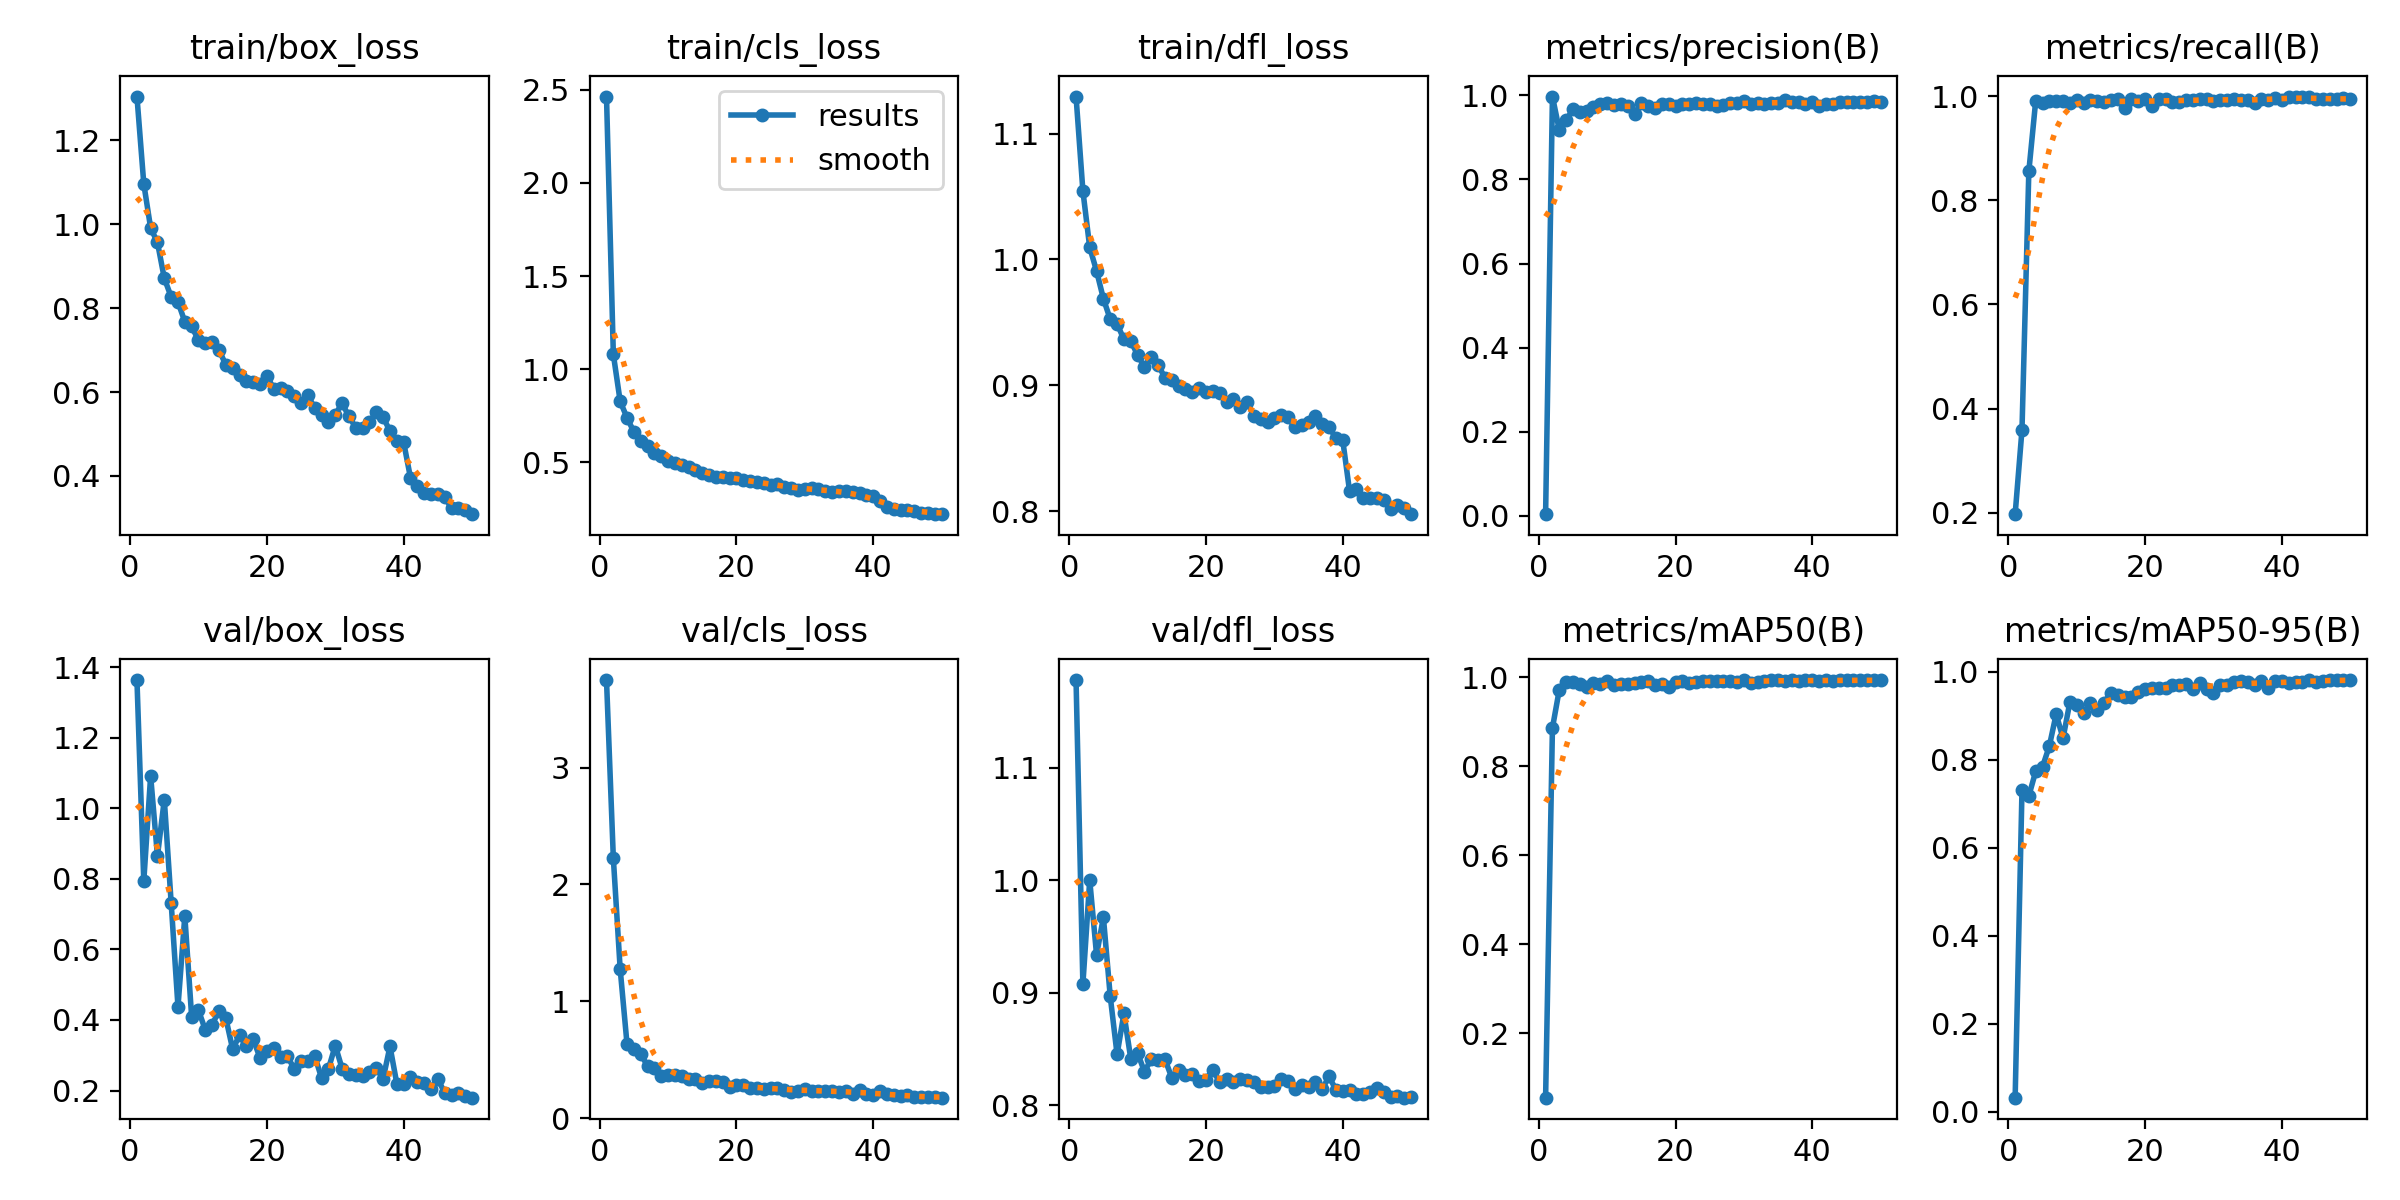 train/box_loss
1.2
1.0
0.8
0.6
0.4
0 20 40
train/cls_loss
2.5
2.0
1.5
1.0
0.5
0 20 40
results
smooth
train/dfl_loss
1.1
1.0
0.9
0.8
0 20 40
metrics/precision(B)
1.0
0.8
0.6
0.4
0.2
0.0
0 20 40
metrics/recall(B)
1.0
0.8
0.6
0.4
0.2
0 20 40
val/box_loss
1.4
1.2
1.0
0.8
0.6
0.4
0.2
0 20 40
val/cls_loss
3
2
1
0
0 20 40
val/dfl_loss
1.1
1.0
0.9
0.8
0 20 40
metrics/mAP50(B)
1.0
0.8
0.6
0.4
0.2
0 20 40
metrics/mAP50-95(B)
1.0
0.8
0.6
0.4
0.2
0.0
0 20 40